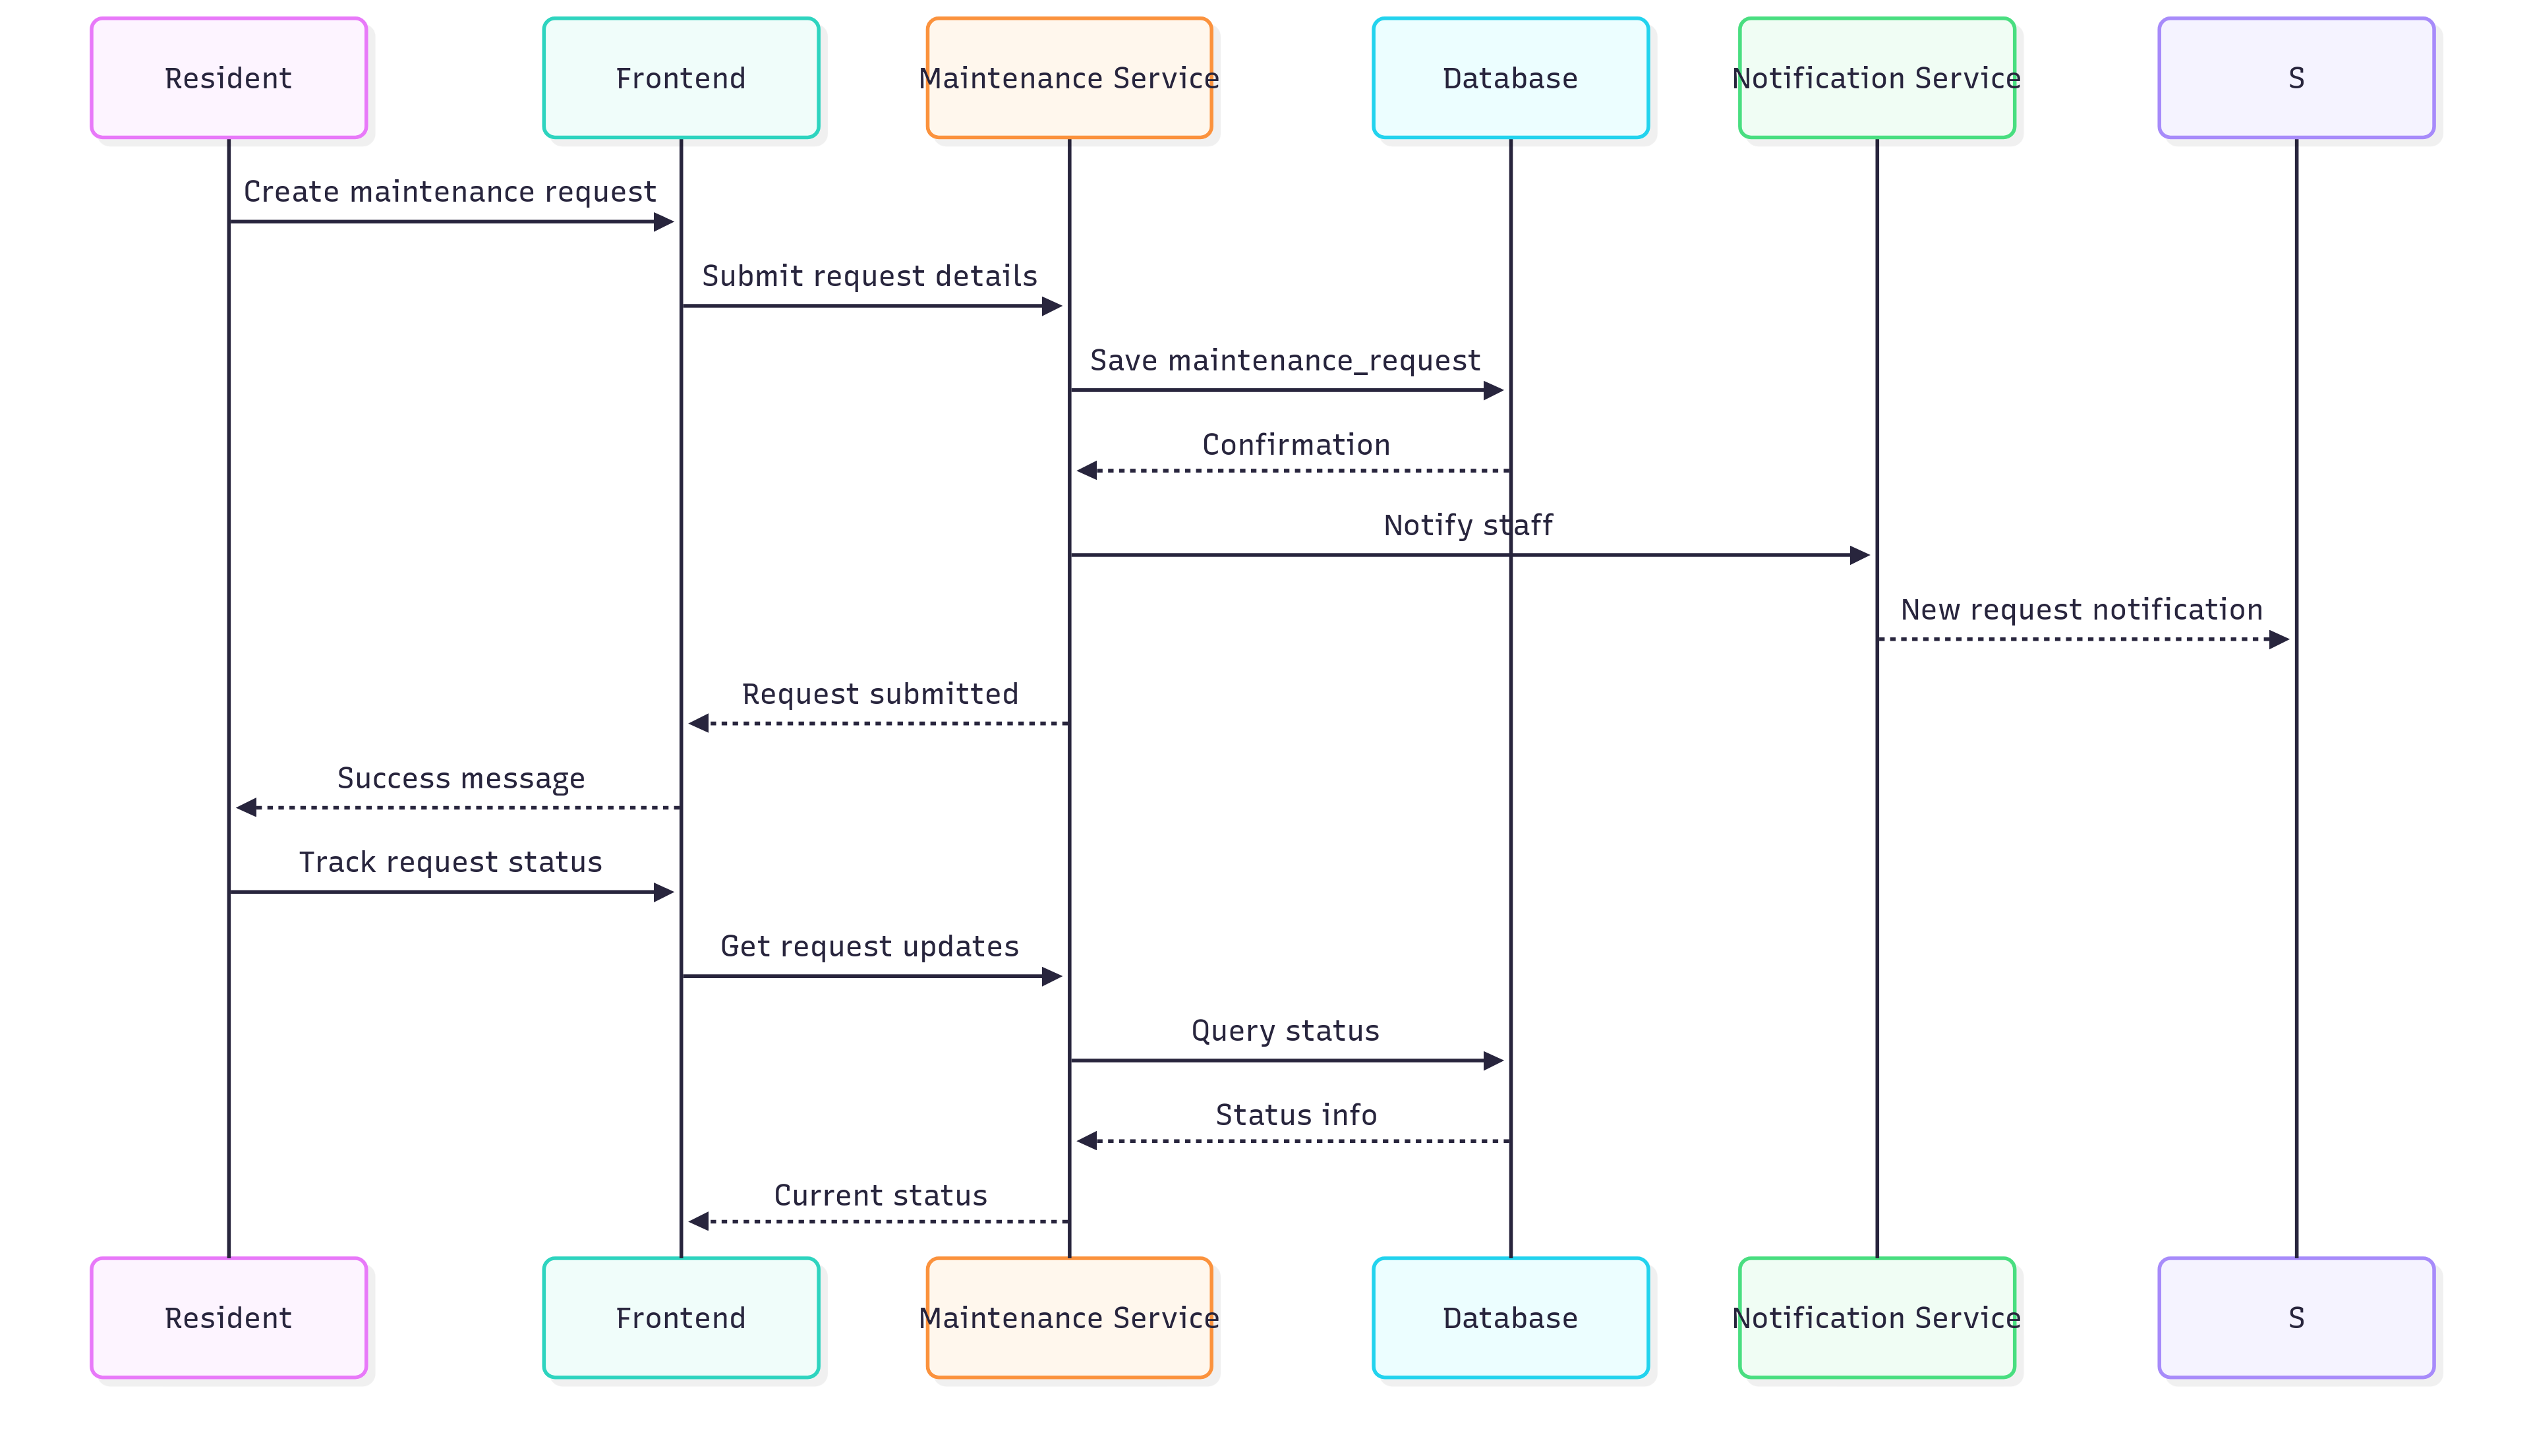 Resident
Frontend
Maintenance Service
Database
Notification Service
S
Create maintenance request
Submit request details
Save maintenance_request
Confirmation
Notify staff
New request notification
Request submitted
Success message
Track request status
Get request updates
Query status
Status info
Current status
Resident
Frontend
Maintenance Service
Database
Notification Service
S